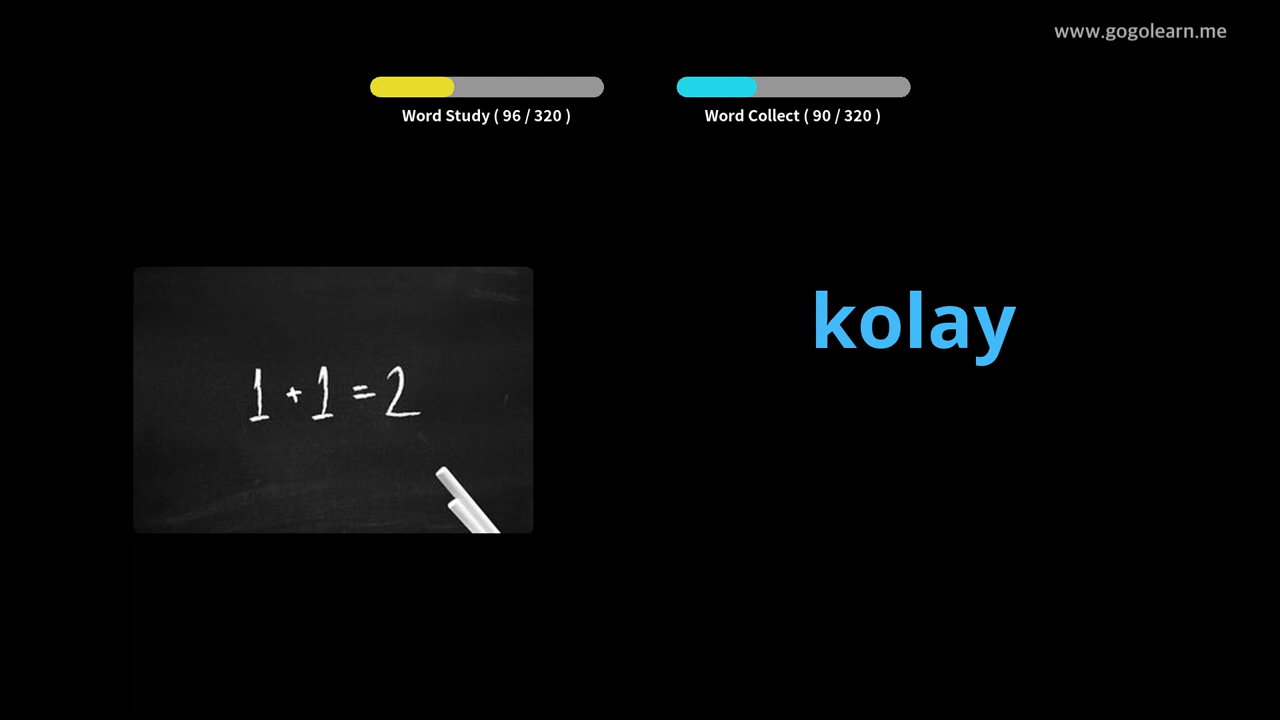 www.gogolearn.me
Word Study ( 96 / 320 )
Word Collect ( 90 / 320 )
kolay
1 + 1 = 2